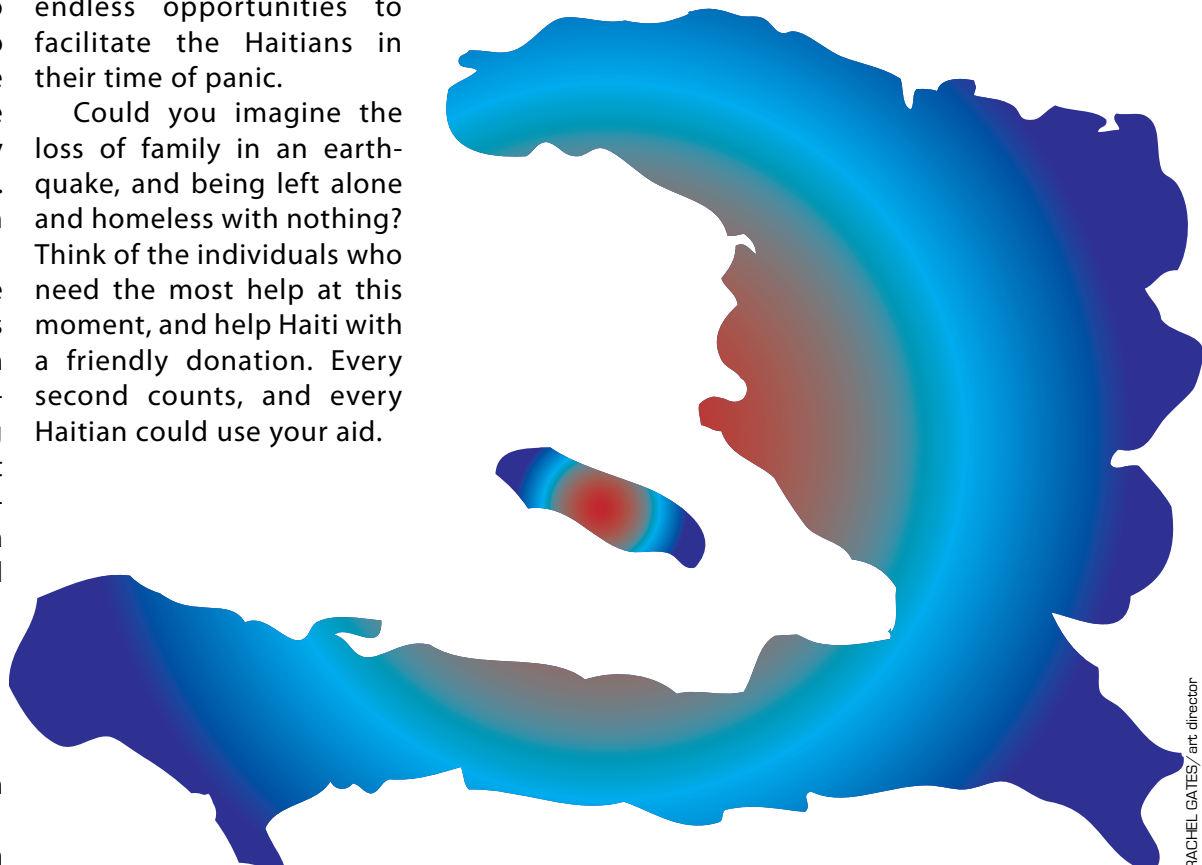 endless opportunities to
facilitate the Haitians in
their time of panic.
Could you imagine the
loss of family in an earth-
quake, and being left alone
and homeless with nothing?
Think of the individuals who
need the most help at this
moment, and help Haiti with
a friendly donation. Every
second counts, and every
Haitian could use your aid.
RACHEL GATES/ art director